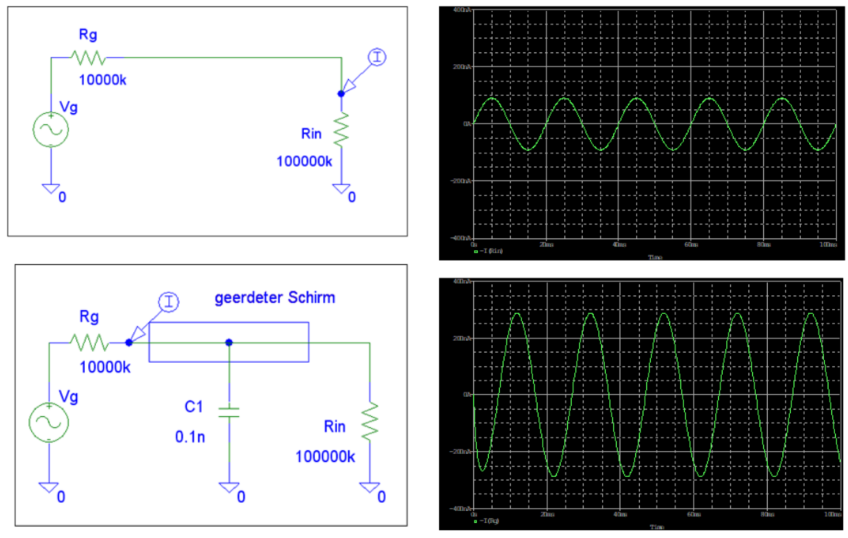 Rg
10000k
I
Vg
Rin
100000k
0
0
400nA
200nA
0A
-200nA
-400nA
0s 20ms 40ms 60ms 80ms 100ms
-I(Rin)
Time
geerdeter Schirm
I
Rg
10000k
Vg
C1
0.1n
Rin
100000k
0
0
0
400nA
200nA
0A
-200nA
-400nA
0s 20ms 40ms 60ms 80ms 100ms
-I(Rg)
Time